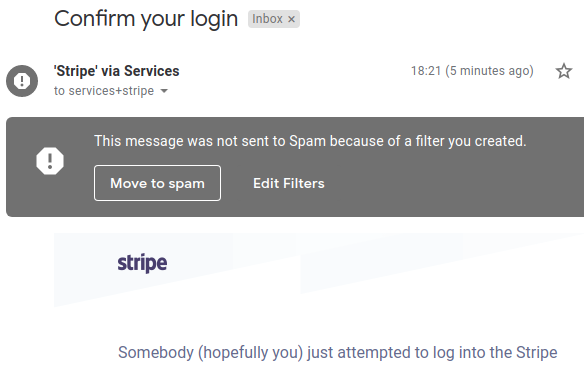 Confirm your login Inbox ×
'Stripe' via Services 18:21 (5 minutes ago)
to services+stripe
This message was not sent to Spam because of a filter you created.
Move to spam Edit Filters
stripe
Somebody (hopefully you) just attempted to log into the Stripe